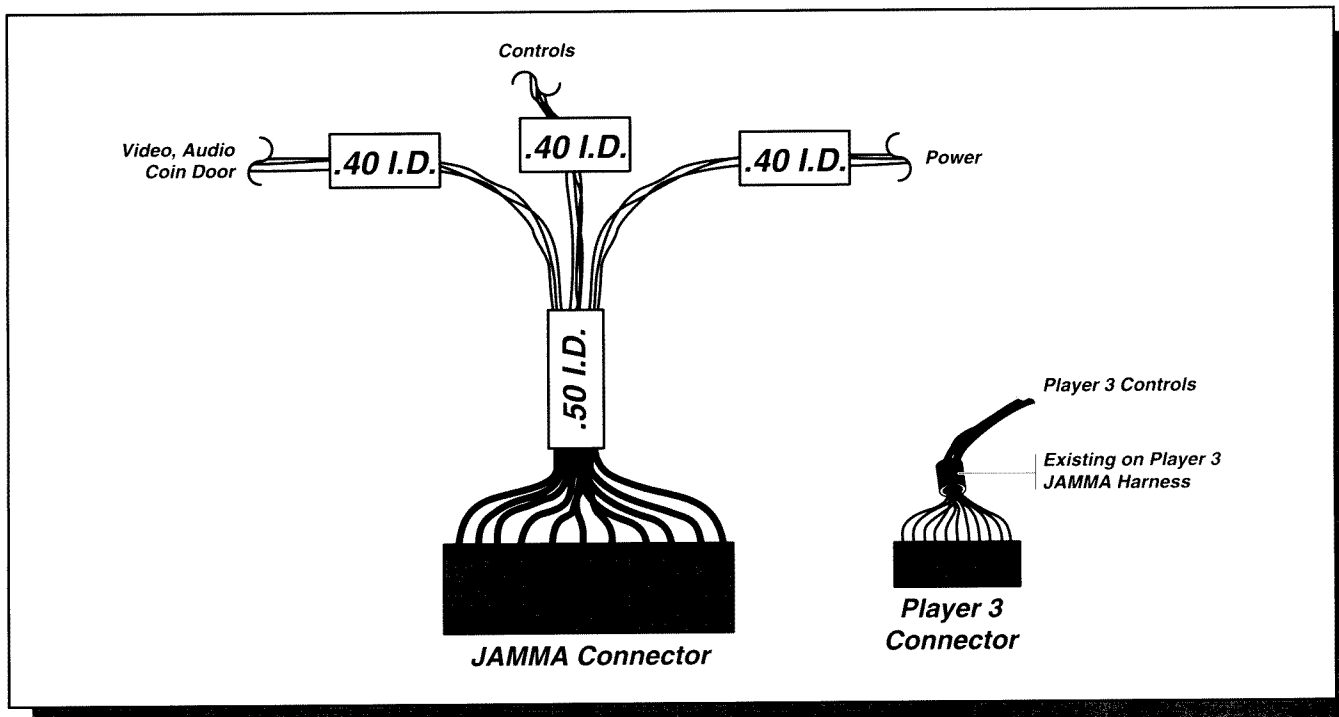 Controls
Video, Audio
Coin Door
.40 I.D.
.40 I.D.
.40 I.D.
Power
.50 I.D.
Player 3 Controls
Existing on Player 3
JAMMA Harness
JAMMA Connector
Player 3
Connector